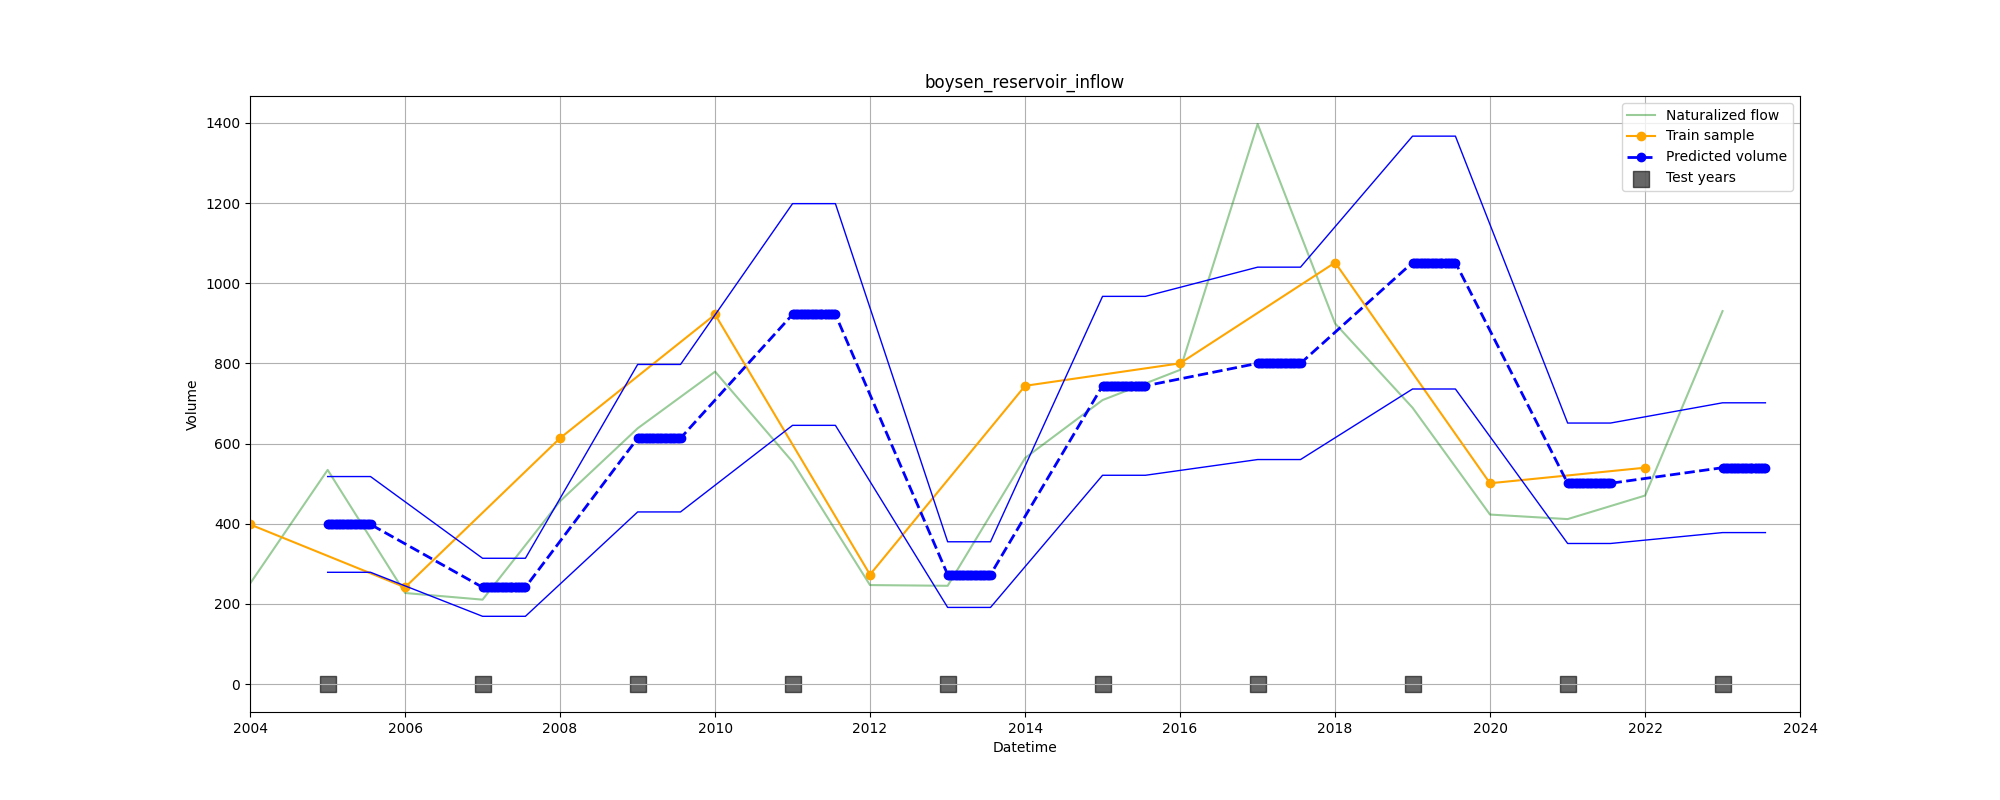 boysen_reservoir_inflow
Naturalized flow
Train sample
Predicted volume
Test years
Volume
1400
1200
1000
800
600
400
200
0
2004 2006 2008 2010 2012 2014 2016 2018 2020 2022 2024
Datetime